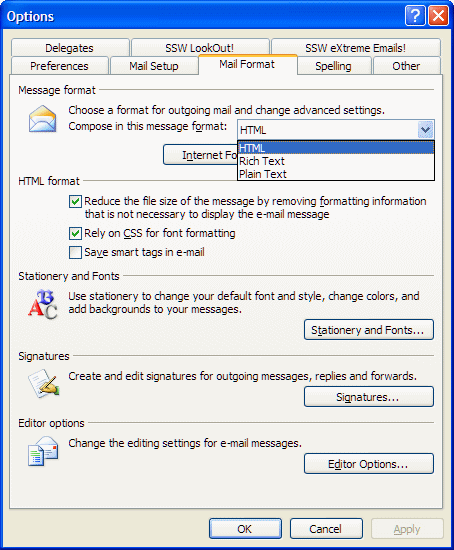 Options
Delegates
SSW LookOut!
SSW eXtreme Emails!
Preferences
Mail Setup
Mail Format
Spelling
Other
Message format
Choose a format for outgoing mail and change advanced settings.
Compose in this message format:
HTML
HTML
Rich Text
Plain Text
Internet Fo
HTML format
Reduce the file size of the message by removing formatting information
that is not necessary to display the e-mail message
Rely on CSS for font formatting
Save smart tags in e-mail
Stationery and Fonts
Use stationery to change your default font and style, change colors, and
add backgrounds to your messages.
Stationery and Fonts...
Signatures
Create and edit signatures for outgoing messages, replies and forwards.
Signatures...
Editor options
Change the editing settings for e-mail messages.
Editor Options...
OK
Cancel
Apply